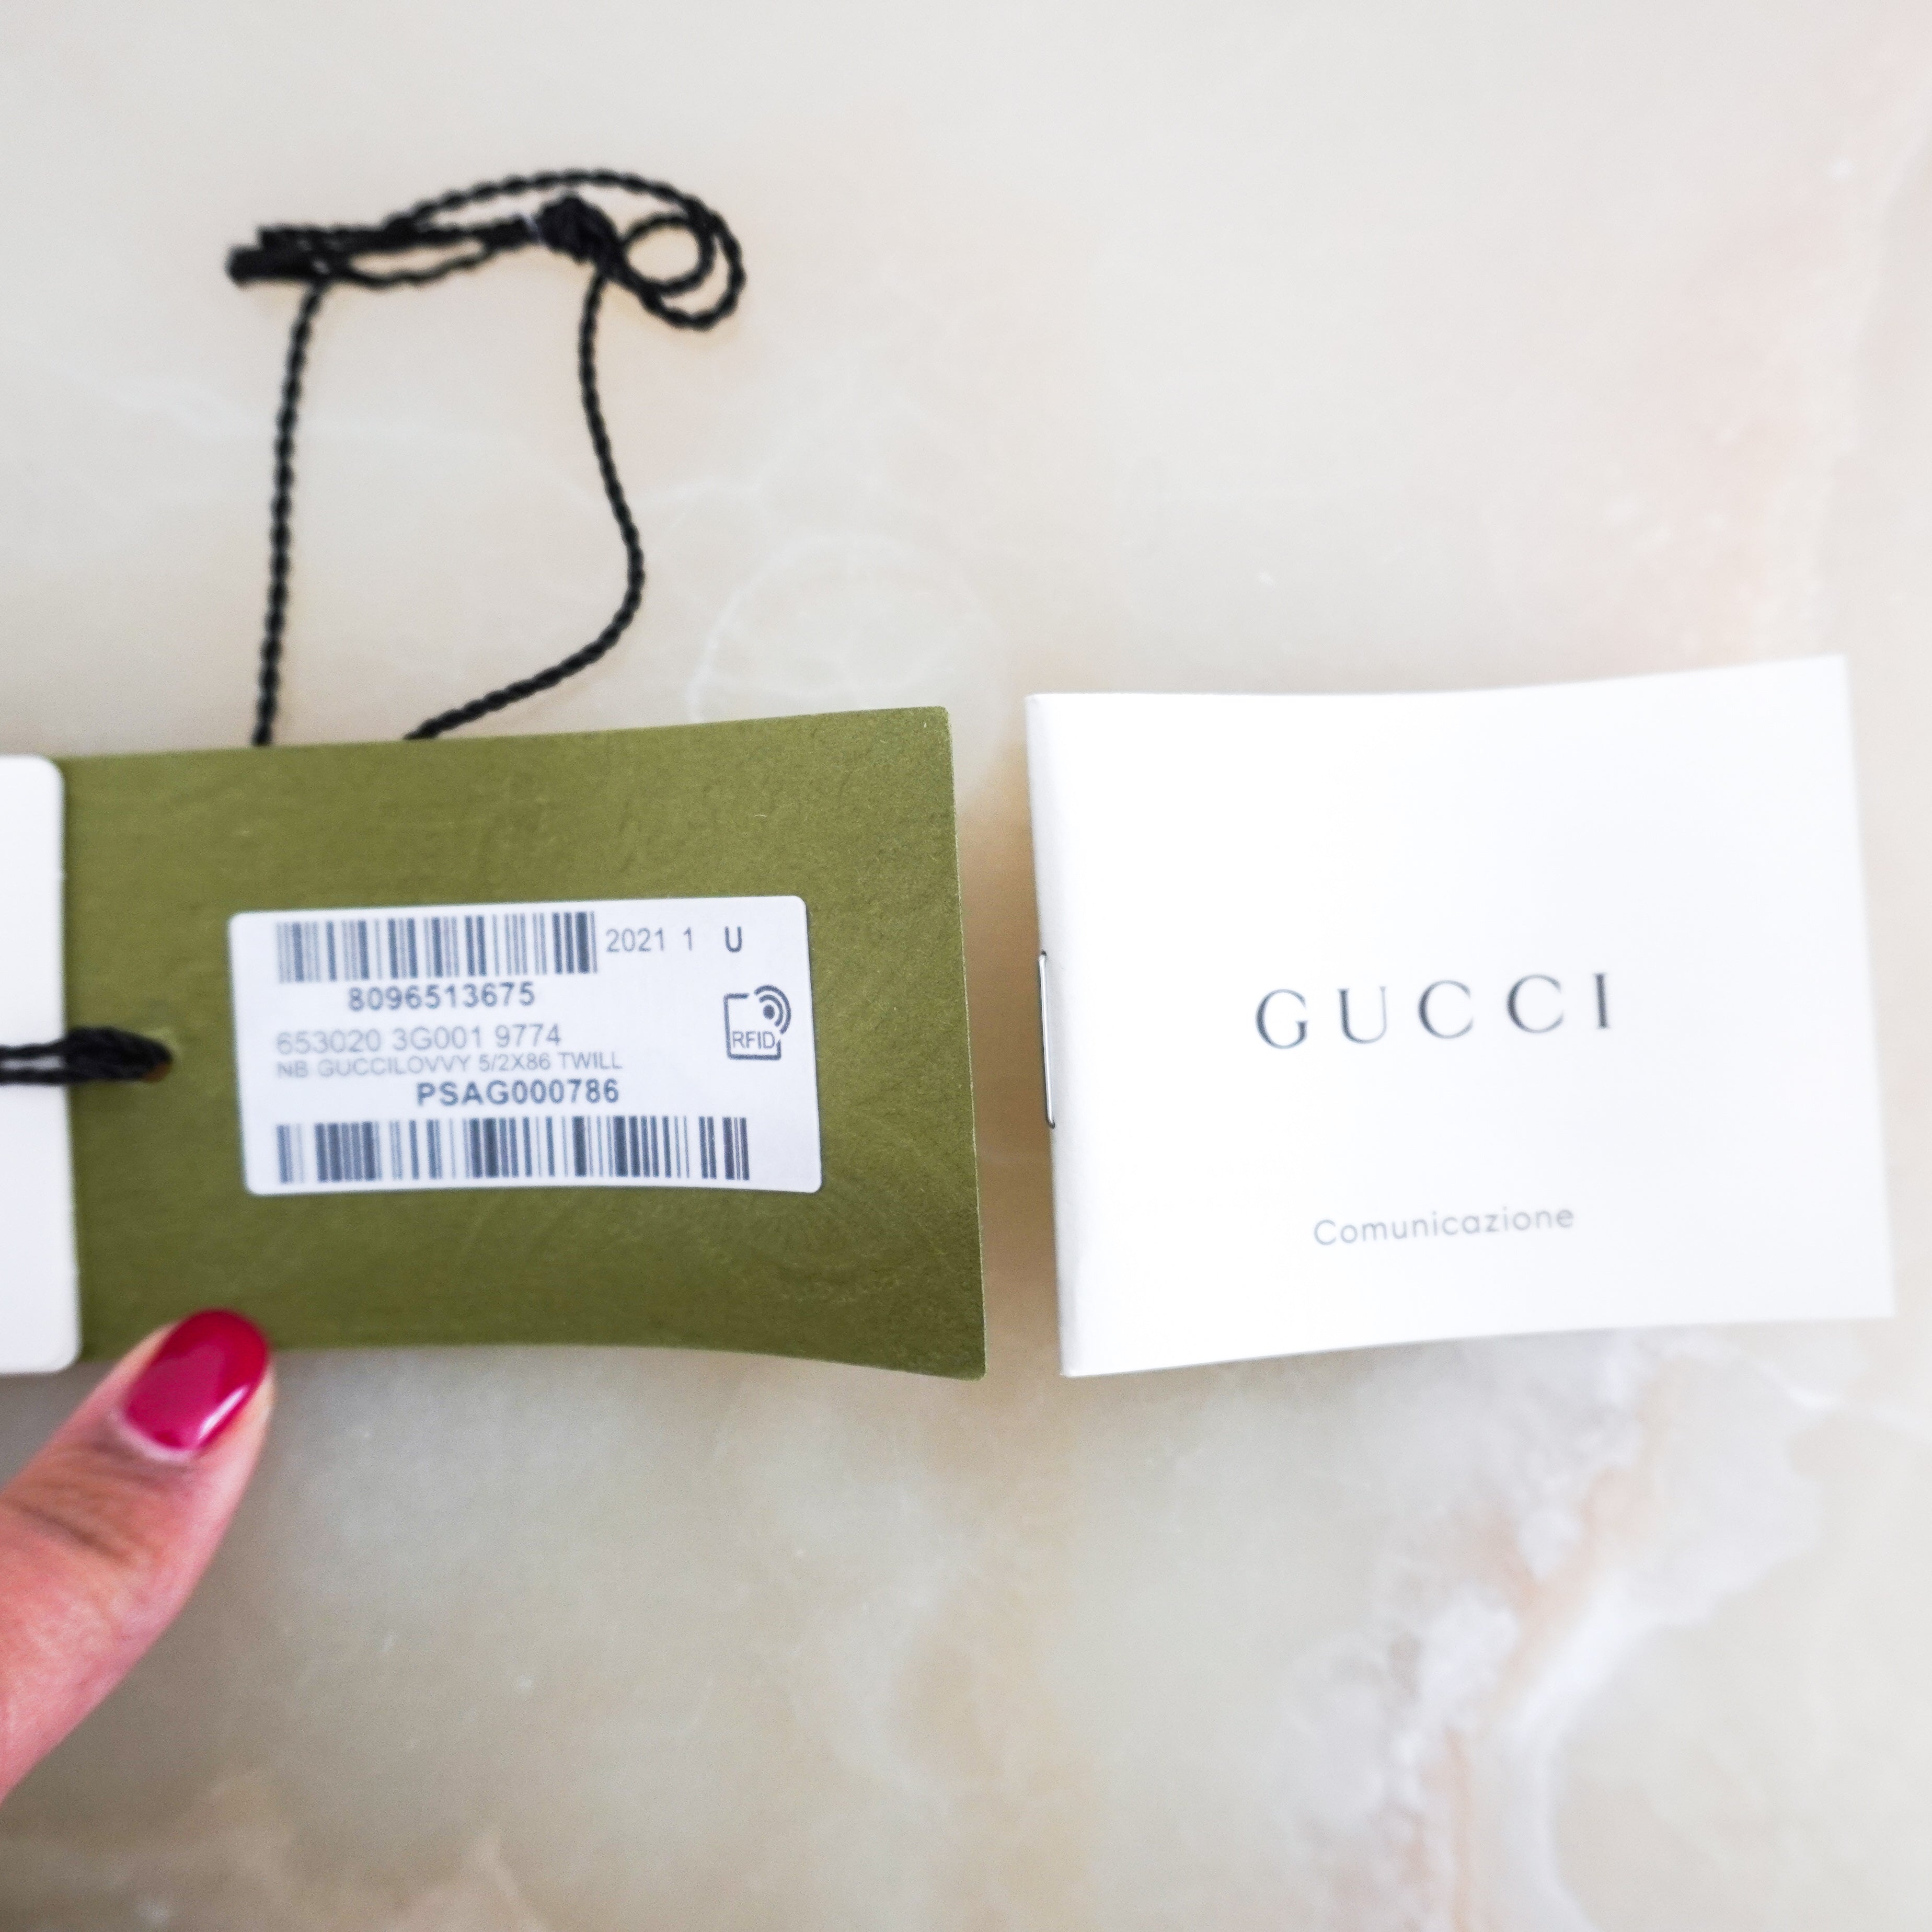 2021 1 U
8096513675
RFID
653020 3G001 9774
NB GUCCILOVVY 5/2X86 TWILL
PSAG000786
GUCCI
Comunicazione